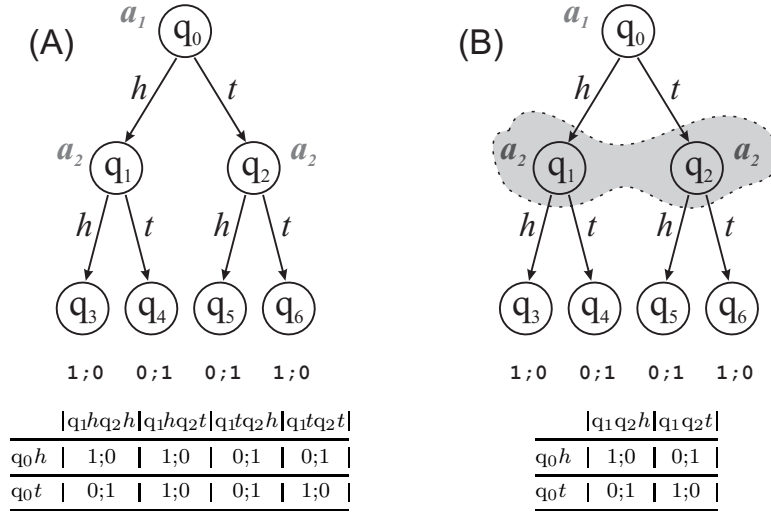 (A) a₁ q₀ (B) a₁ q₀
h t h t
a₂ q₁ q₂ a₂ a₂ q₁ q₂ a₂
h t h t h t h t
q₃ q₄ q₅ q₆ q₃ q₄ q₅ q₆
1;0 0;1 0;1 1;0 1;0 0;1 0;1 1;0
q₁hq₂h q₁hq₂t q₁tq₂h q₁tq₂t q₁q₂h q₁q₂t
q₀h 1;0 1;0 0;1 0;1 q₀h 1;0 0;1
q₀t 0;1 1;0 0;1 1;0 q₀t 0;1 1;0